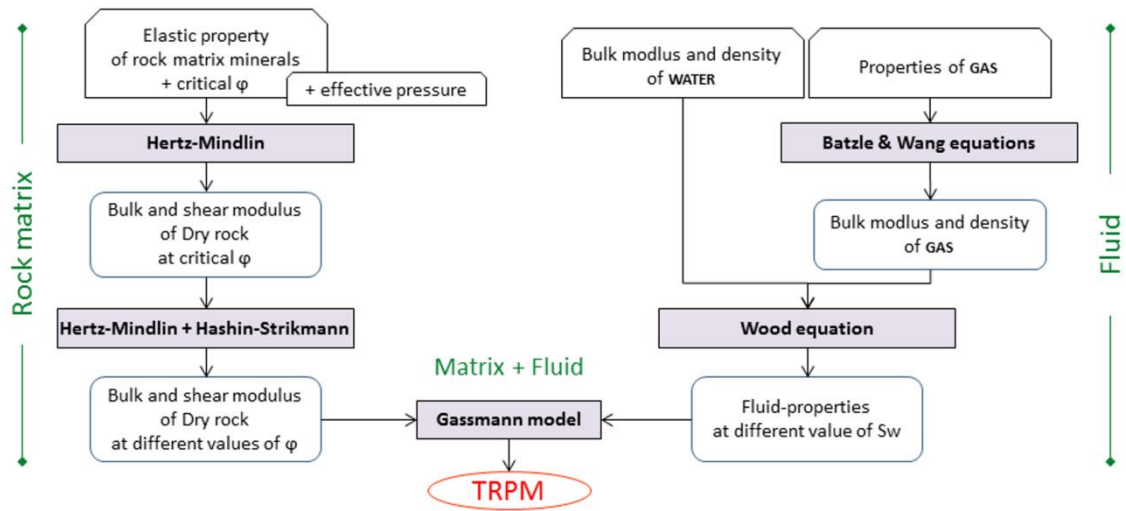 Rock matrix
Elastic property
of rock matrix minerals
+ critical φ
+ effective pressure
Hertz-Mindlin
Bulk and shear modulus
of Dry rock
at critical φ
Hertz-Mindlin + Hashin-Strikmann
Bulk and shear modulus
of Dry rock
at different values of φ
Bulk modlus and density
of WATER
Properties of GAS
Batzle & Wang equations
Bulk modlus and density
of GAS
Wood equation
Fluid-properties
at different value of Sw
Fluid
Matrix + Fluid
Gassmann model
TRPM